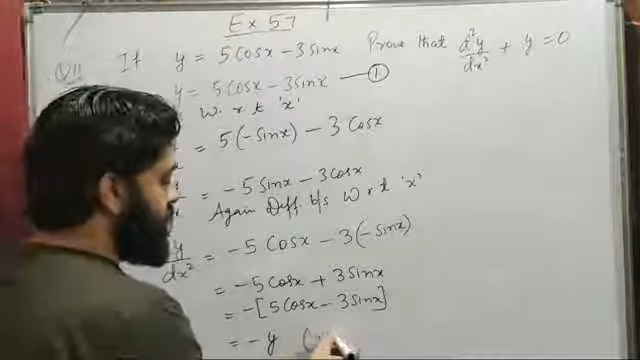 Ex 57
Q11 If y = 5 Cosx - 3 Sinx Prove that d²y/dx² + y = 0
y = 5 Cosx - 3 Sinx — ①
W. r. t 'x'
= 5(-Sinx) - 3 Cosx
= -5 Sinx - 3 Cosx
Again Diff b/s W r t 'x'
y/dx² = -5 Cosx - 3(-Sinx)
= -5 Cosx + 3 Sinx
= -[5 Cosx - 3 Sinx]
= -y (